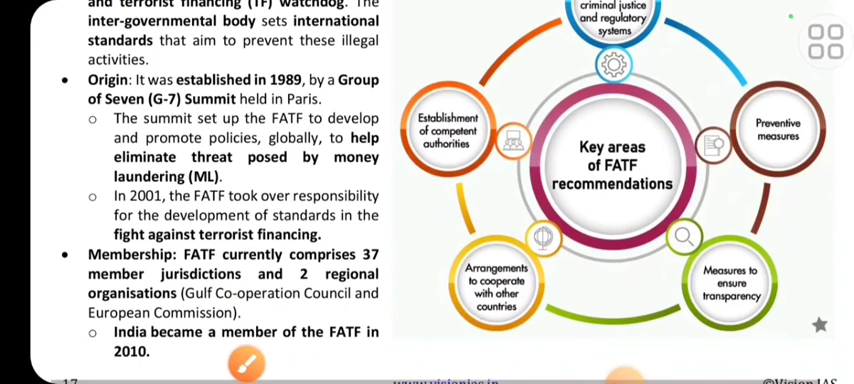 and terrorist financing (TF) watchdog. The
inter-governmental body sets international
standards that aim to prevent these illegal
activities.
• Origin: It was established in 1989, by a Group
of Seven (G-7) Summit held in Paris.
o The summit set up the FATF to develop
and promote policies, globally, to help
eliminate threat posed by money
laundering (ML).
o In 2001, the FATF took over responsibility
for the development of standards in the
fight against terrorist financing.
• Membership: FATF currently comprises 37
member jurisdictions and 2 regional
organisations (Gulf Co-operation Council and
European Commission).
o India became a member of the FATF in
2010.
criminal justice
and regulatory
systems
Establishment
of competent
authorities
Preventive
measures
Key areas
of FATF
recommendations
Arrangements
to cooperate
with other
countries
Measures to
ensure
transparency
17
www.visionias.in
©Vision IAS